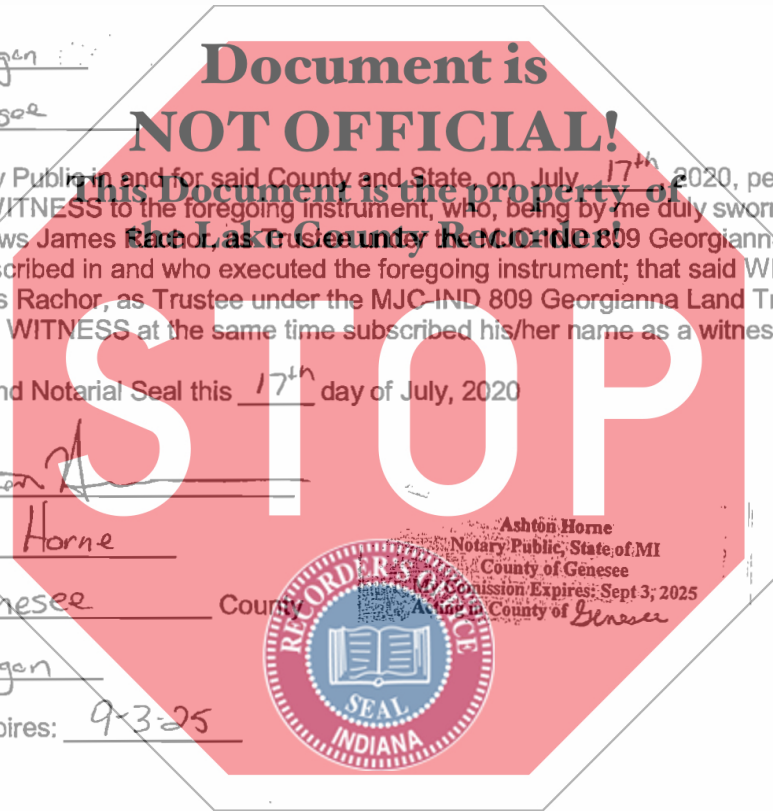 gan
Document is
see
NOT OFFICIAL!
y Public in and for said County and State, on July 17th 2020, pe
This Document is the property of
WITNESS to the foregoing instrument, who, being by me duly sworn
the Lake County Recorder!
ws James Rachor, as Trustee under the MJC-IND 809 Georgiann
cribed in and who executed the foregoing instrument; that said WI
s Rachor, as Trustee under the MJC-IND 809 Georgianna Land T
WITNESS at the same time subscribed his/her name as a witnes
STOP
nd Notarial Seal this 17th day of July, 2020
Horne
Ashton Horne
Notary Public, State of MI
County of Genesee
Commission Expires: Sept 3, 2025
Acting in County of Genesee
nesee County
gan
pires: 9-3-25
RECORDER'S OFFICE
SEAL
INDIANA